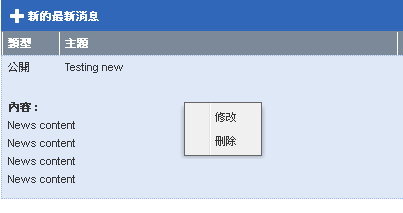 新的最新消息
類型 主題
公開 Testing new
內容：
News content
修改
News content
刪除
News content
News content